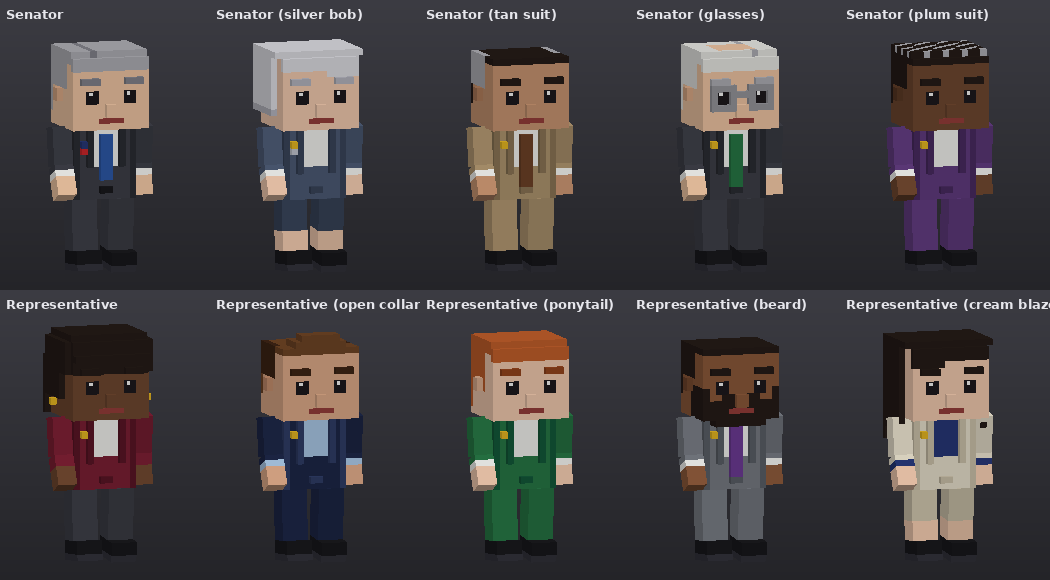 Senator
Senator (silver bob)
Senator (tan suit)
Senator (glasses)
Senator (plum suit)
Representative
Representative (open collar
Representative (ponytail)
Representative (beard)
Representative (cream blaze